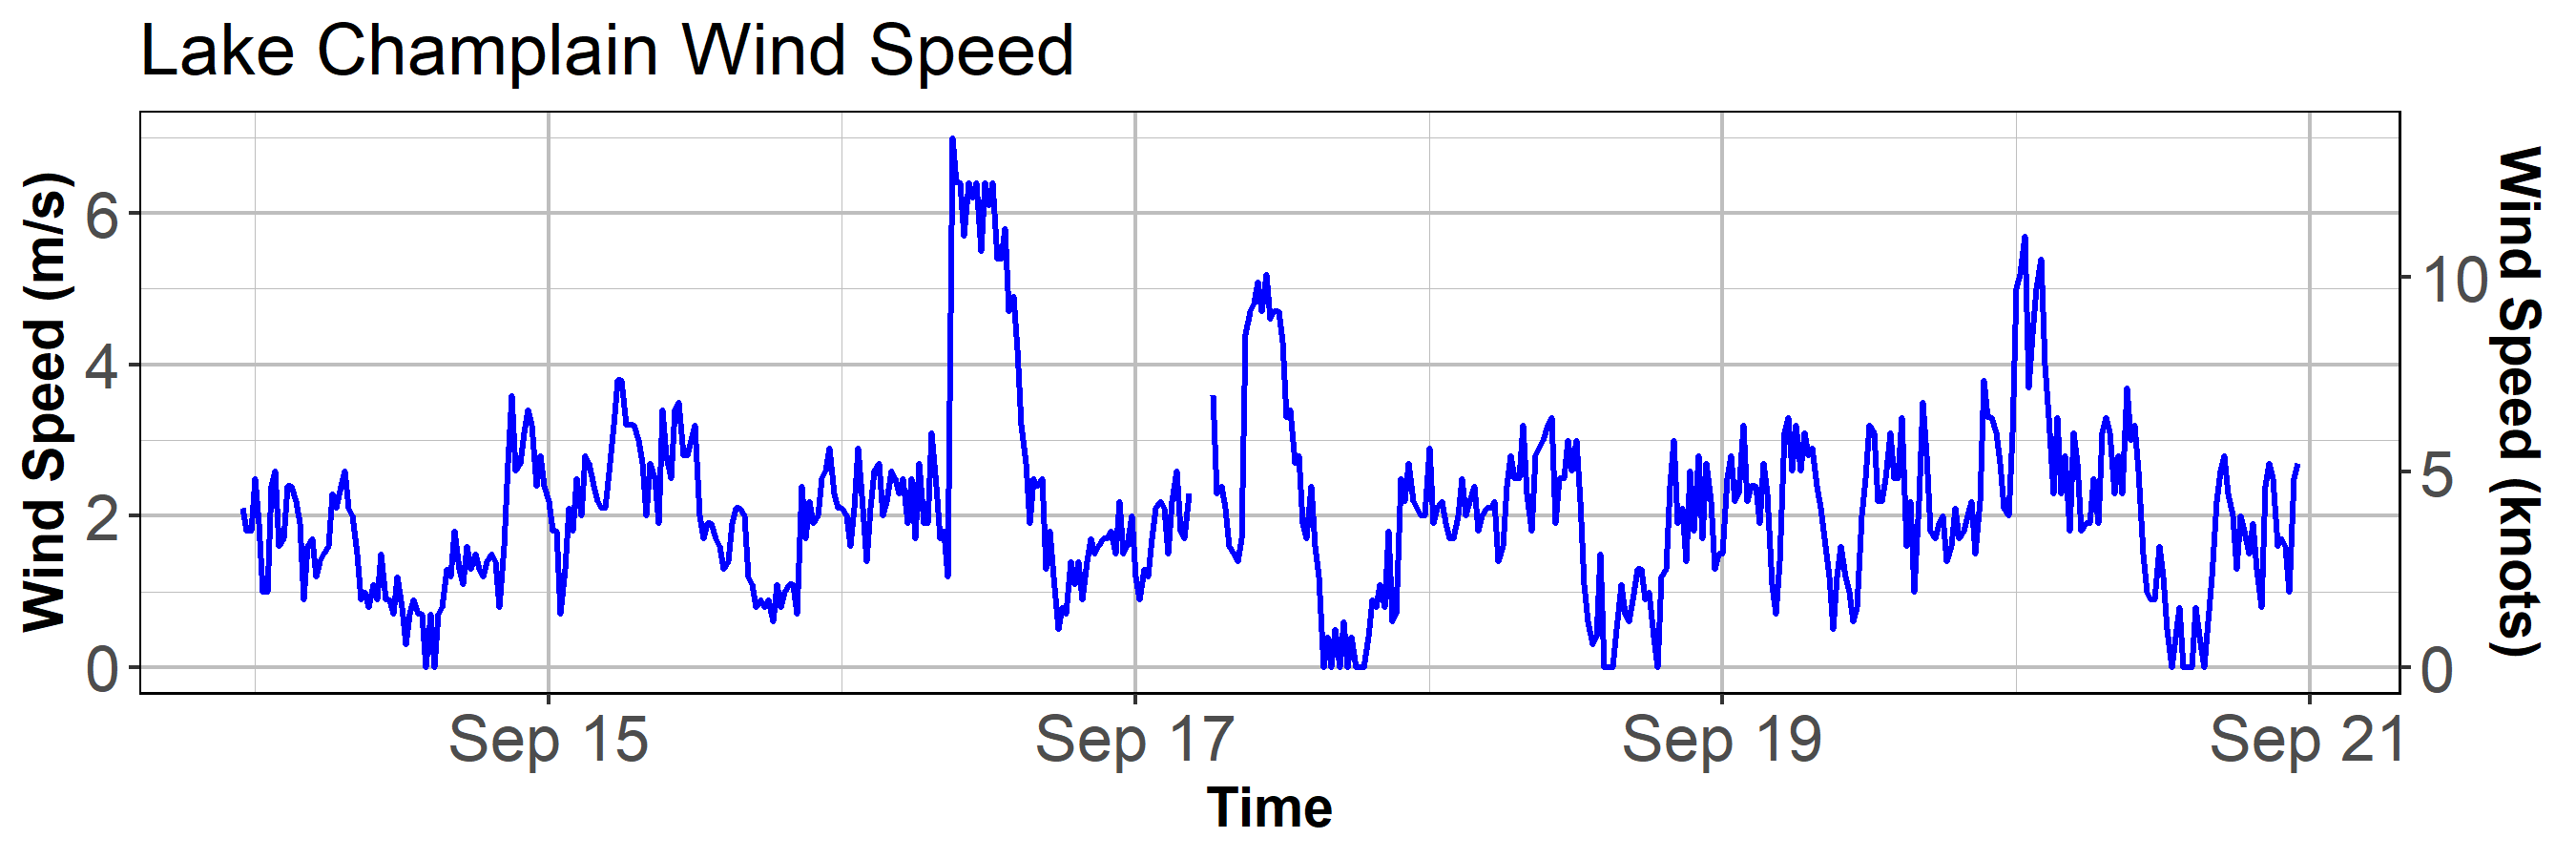 Lake Champlain Wind Speed
Wind Speed (m/s)
6
4
2
0
10
5
0
Wind Speed (knots)
Sep 15
Sep 17
Sep 19
Sep 21
Time